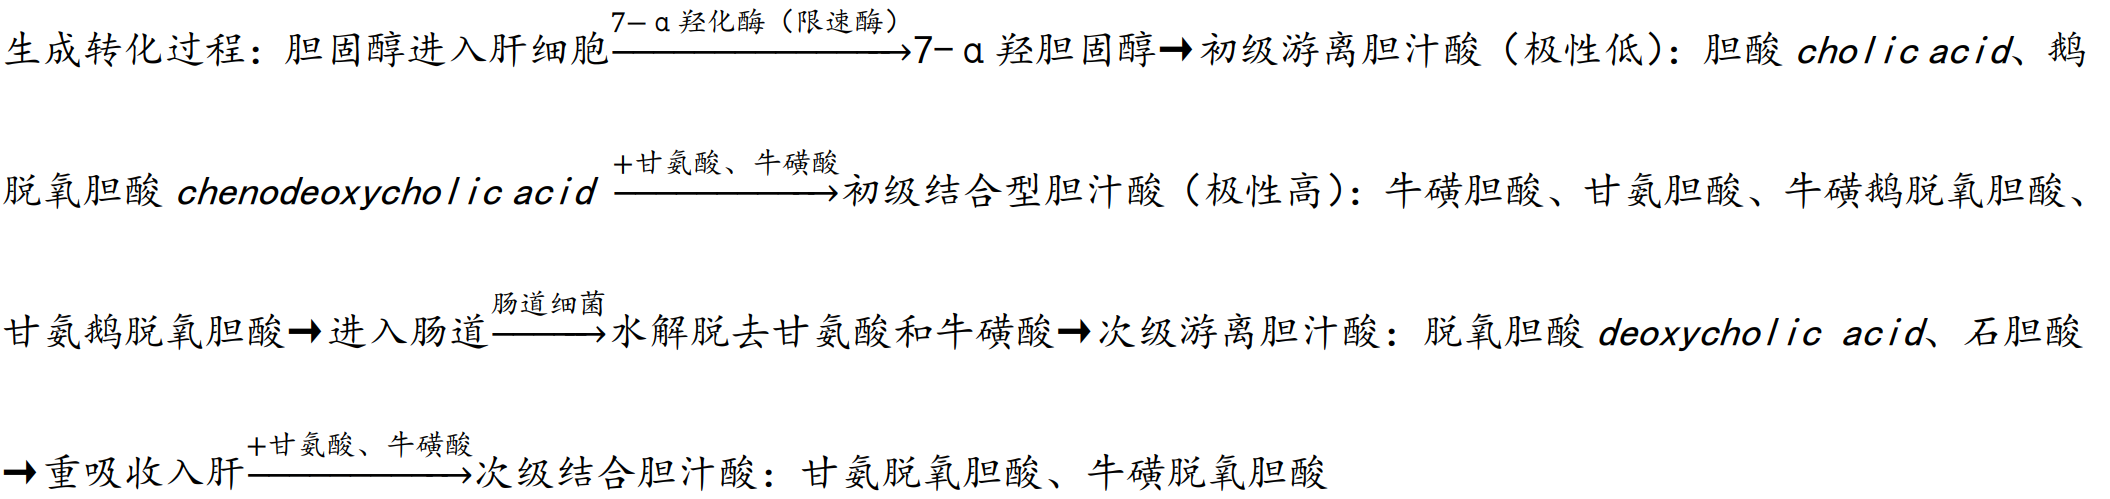 生成转化过程：胆固醇进入肝细胞 7-α羟化酶（限速酶）→7-α羟胆固醇→初级游离胆汁酸（极性低）：胆酸 cholic acid、鹅
脱氧胆酸 chenodeoxycholic acid +甘氨酸、牛磺酸→初级结合型胆汁酸（极性高）：牛磺胆酸、甘氨胆酸、牛磺鹅脱氧胆酸、
甘氨鹅脱氧胆酸→进入肠道 肠道细菌→水解脱去甘氨酸和牛磺酸→次级游离胆汁酸：脱氧胆酸 deoxycholic acid、石胆酸
→重吸收入肝 +甘氨酸、牛磺酸→次级结合胆汁酸：甘氨脱氧胆酸、牛磺脱氧胆酸